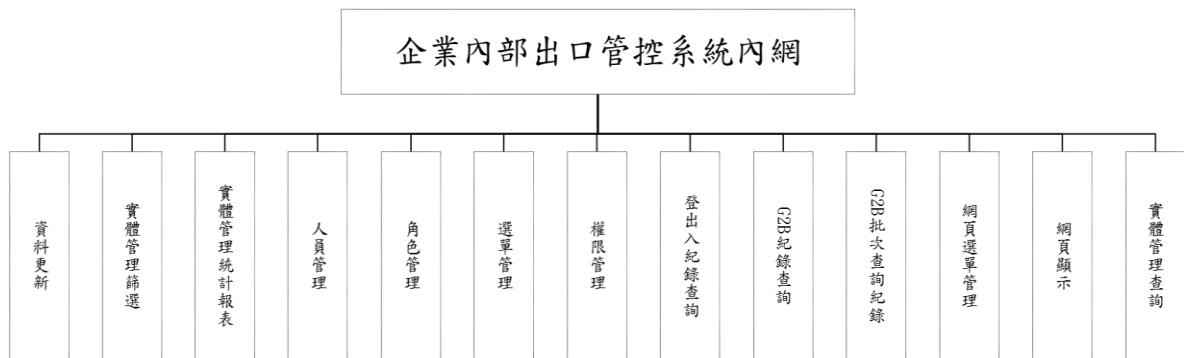 企業內部出口管控系統內網
資料更新
實體管理篩選
實體管理統計報表
人員管理
角色管理
選單管理
權限管理
登出入紀錄查詢
G2B紀錄查詢
G2B批次查詢紀錄
網頁選單管理
網頁顯示
實體管理查詢